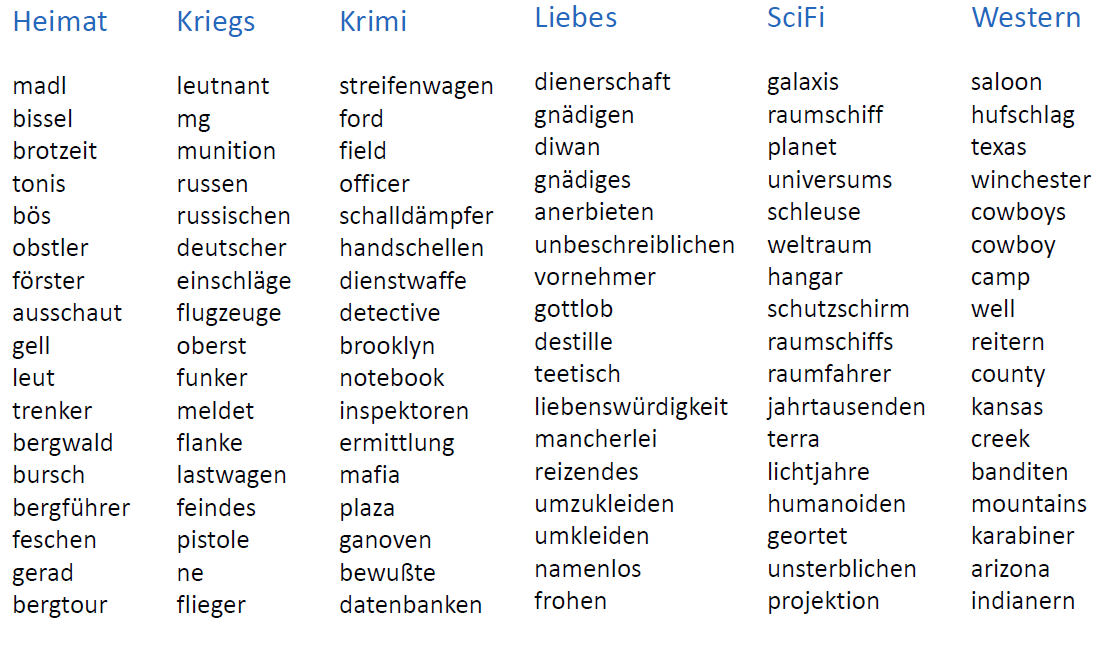 Heimat Kriegs Krimi Liebes SciFi Western
madl leutnant streifenwagen dienerschaft galaxis saloon
bissel mg ford gnädigen raumschiff hufschlag
brotzeit munition field diwan planet texas
tonis russen officer gnädiges universums winchester
bös russischen schalldämpfer anerbieten schleuse cowboys
obstler deutscher handschellen unbeschreiblichen weltraum cowboy
förster einschläge dienstwaffe vornehmer hangar camp
ausschaut flugzeuge detective gottlob schutzschirm well
gell oberst brooklyn destille raumschiffs reitern
leut funker notebook teetisch raumfahrer county
trenker meldet inspektoren liebenswürdigkeit jahrtausenden kansas
bergwald flanke ermittlung mancherlei terra creek
bursch lastwagen mafia reizendes lichtjahre banditen
bergführer feindes plaza umzukleiden humanoiden mountains
feschen pistole ganoven umkleiden geortet karabiner
gerad ne bewußte namenlos unsterblichen arizona
bergtour flieger datenbanken frohen projektion indianern